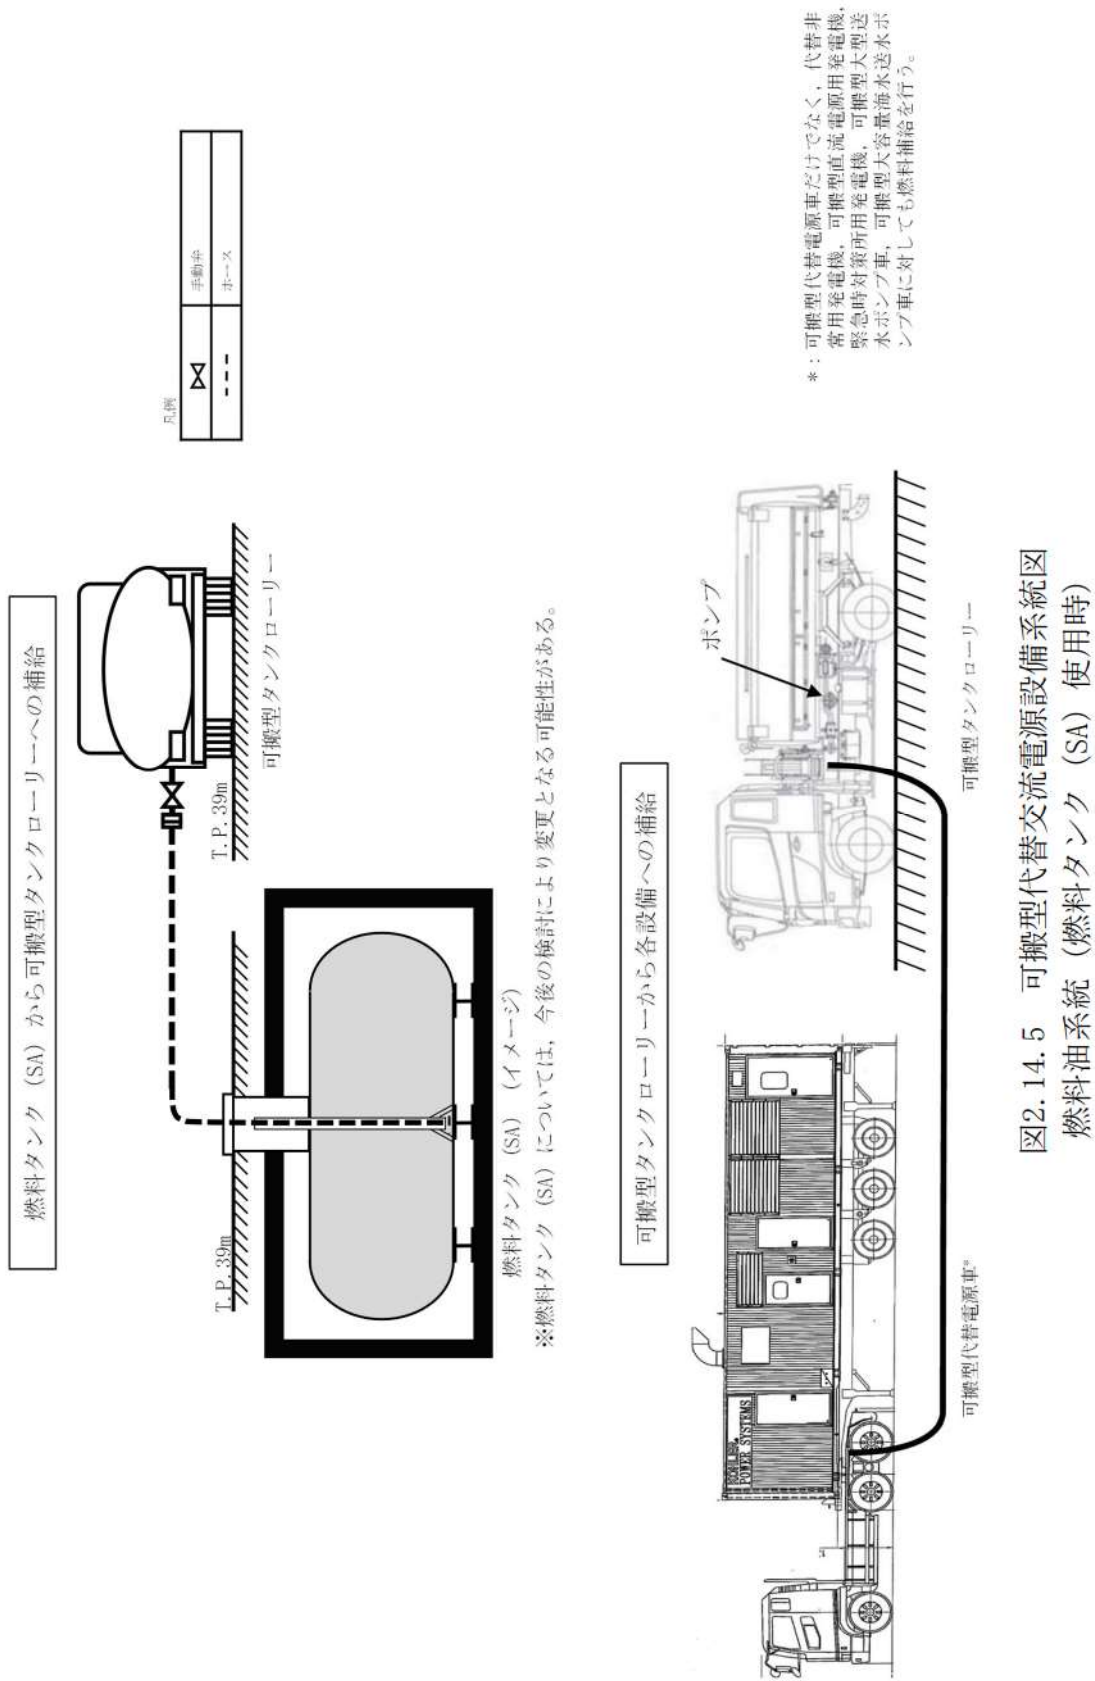 燃料タンク（SA）から可搬型タンクローリーへの補給
凡例
手動弁
ホース
T.P.39m
T.P.39m
可搬型タンクローリー
燃料タンク（SA）（イメージ）
※燃料タンク（SA）については，今後の検討により変更となる可能性がある。
可搬型タンクローリーから各設備への補給
ポンプ
KOHLER
POWER SYSTEMS
可搬型代替電源車*
可搬型タンクローリー
*：可搬型代替電源車だけでなく，代替非
常用発電機，可搬型直流電源用発電機，
緊急時対策所用発電機，可搬型大型送
水ポンプ車，可搬型大容量海水送水ポ
ンプ車に対しても燃料補給を行う。
図2.14.5　可搬型代替交流電源設備系統図
燃料油系統（燃料タンク（SA）使用時）